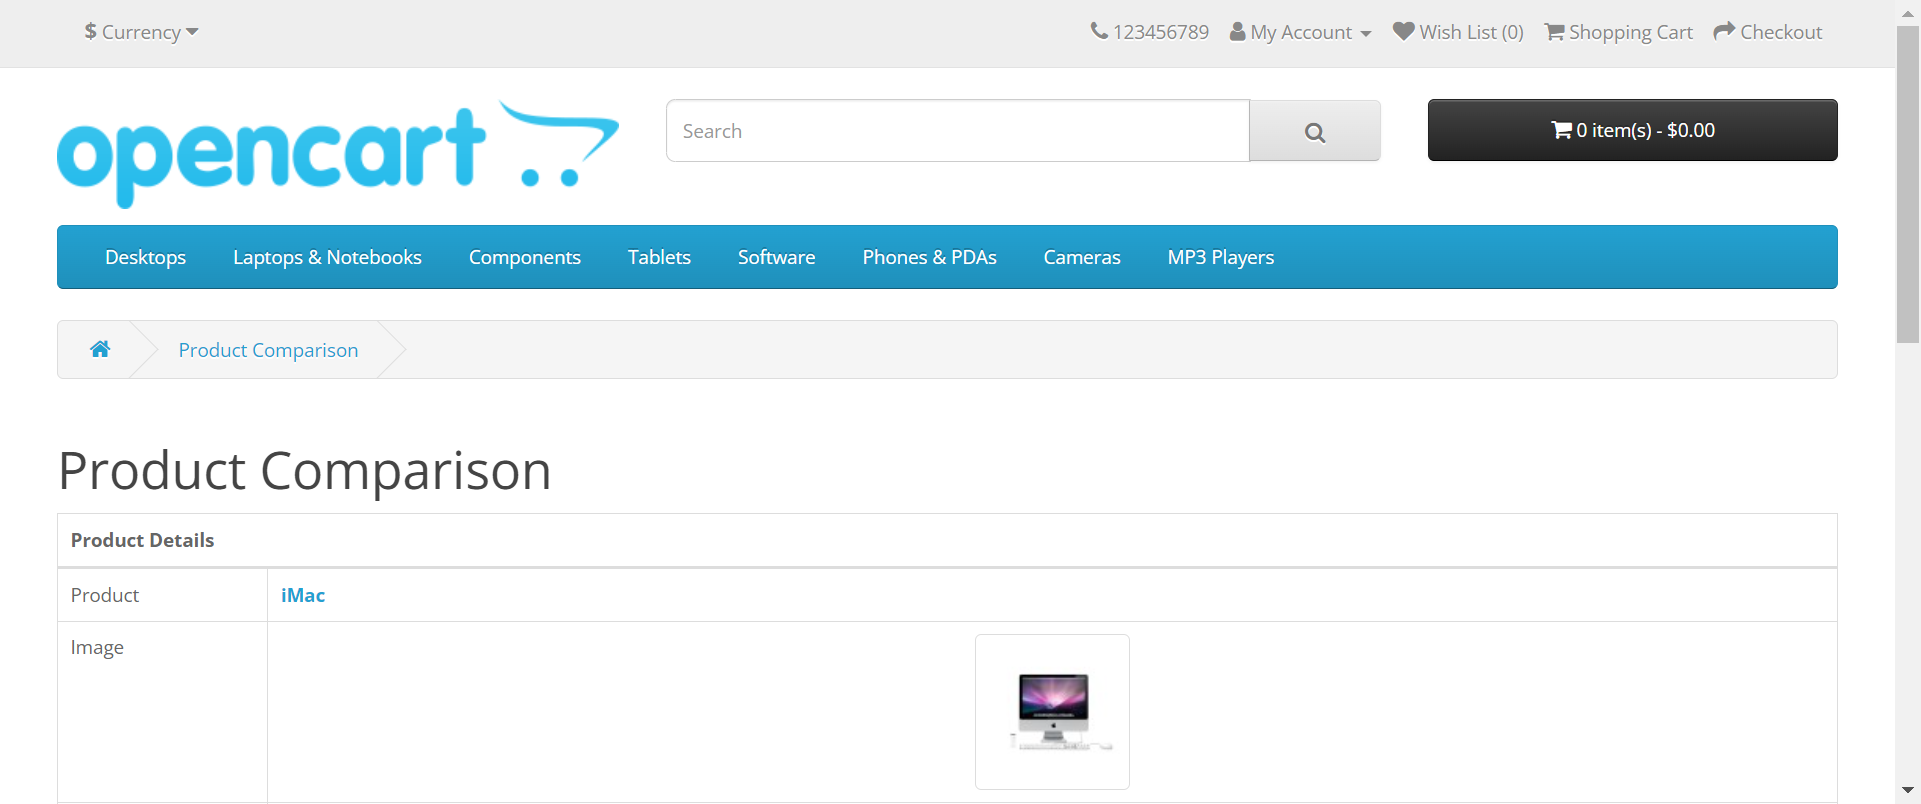 $ Currency
123456789 My Account Wish List (0) Shopping Cart Checkout
opencart
Search
0 item(s) - $0.00
Desktops Laptops & Notebooks Components Tablets Software Phones & PDAs Cameras MP3 Players
Product Comparison
Product Comparison
Product Details
Product iMac
Image